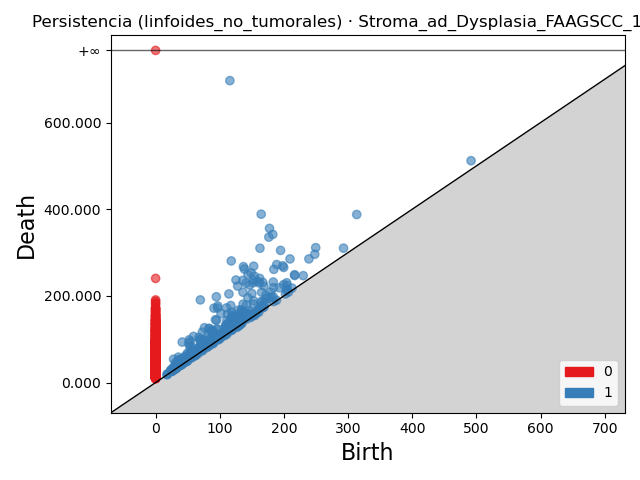 Persistencia (linfoides_no_tumorales) · Stroma_ad_Dysplasia_FAAGSCC_1
+∞
600.000
400.000
200.000
0.000
Death
0
1
0 100 200 300 400 500 600 700
Birth